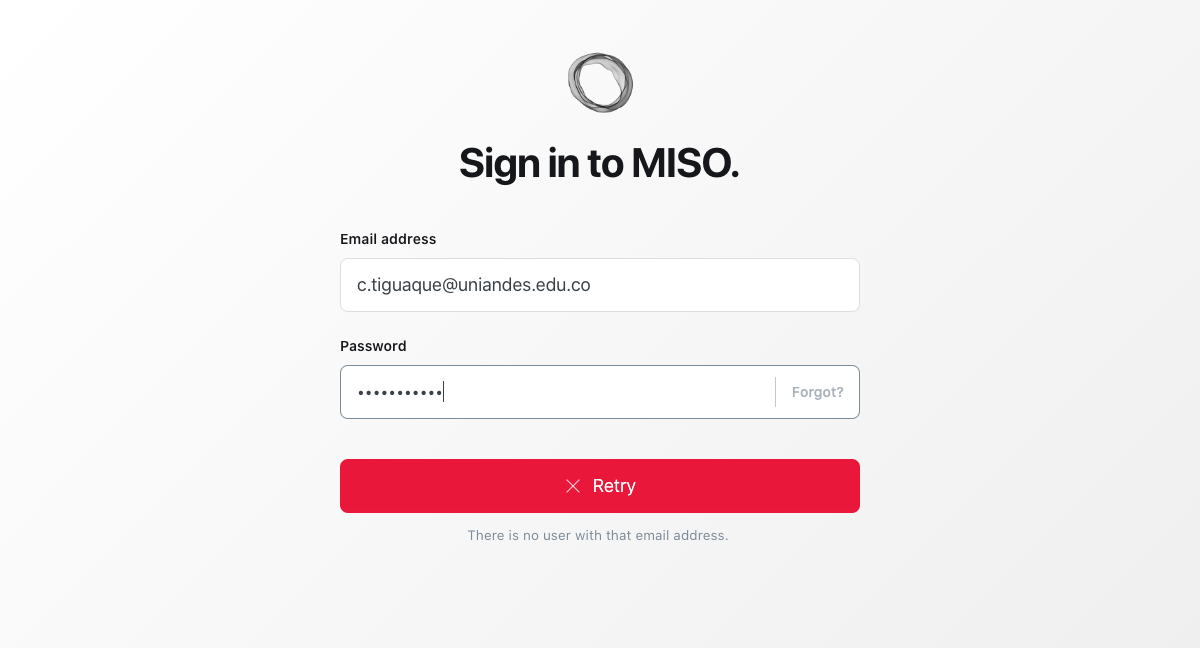 Sign in to MISO.
Email address
c.tiguaque@uniandes.edu.co
Password
•••••••••••
Forgot?
Retry
There is no user with that email address.